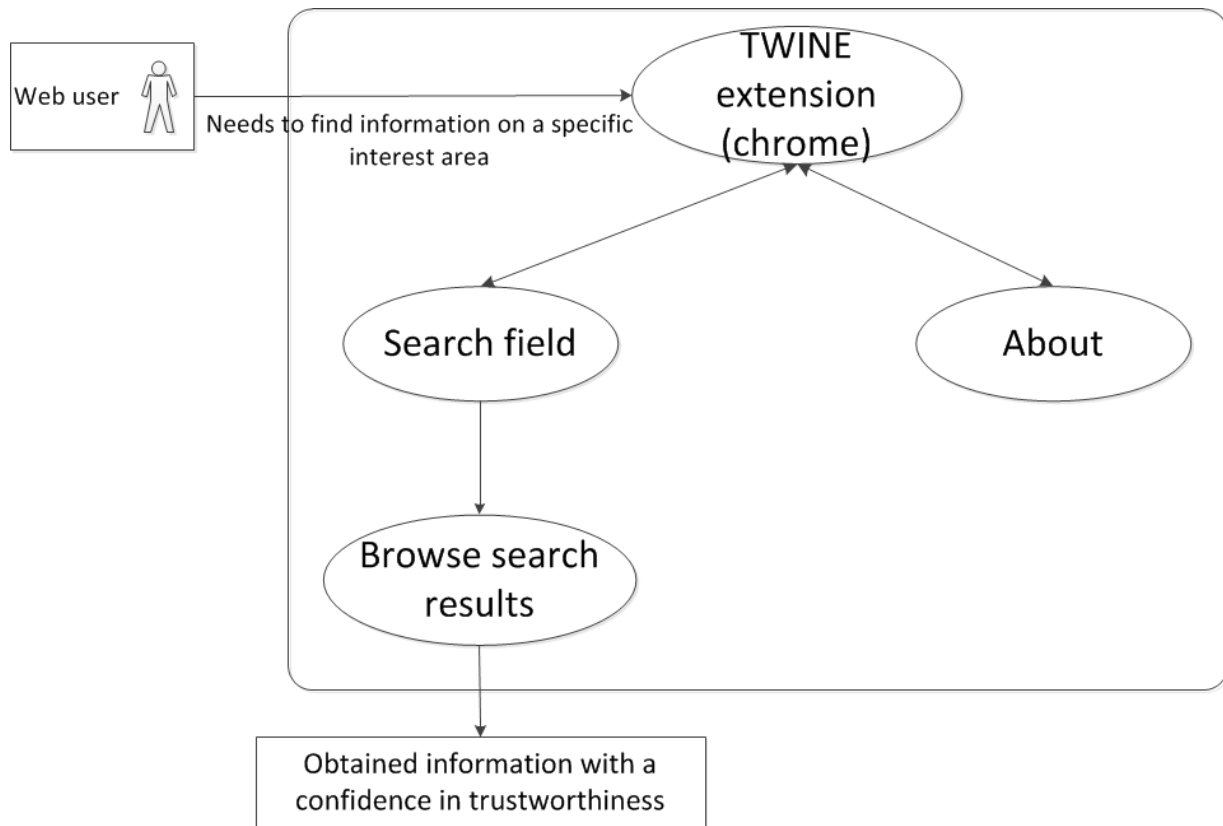 TWINE
extension
(chrome)
Web user
Needs to find information on a specific
interest area
Search field
About
Browse search
results
Obtained information with a
confidence in trustworthiness